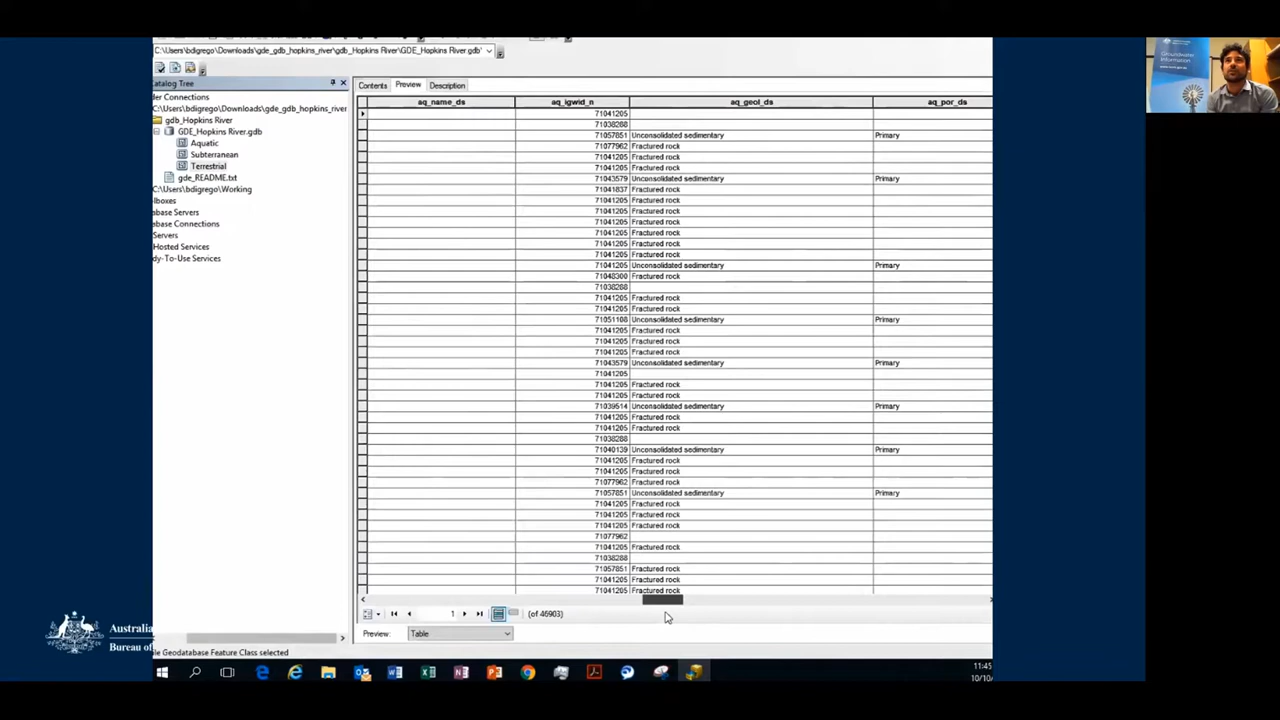 C:\Users\bdigrego\Downloads\gde_gdb_hopkins_river\gdb_Hopkins River\GDE_Hopkins River.gdb'
Catalog Tree
der Connections
C:\Users\bdigrego\Downloads\gde_gdb_hopkins_river
gdb_Hopkins River
GDE_Hopkins River.gdb
Aquatic
Subterranean
Terrestrial
gde_README.txt
C:\Users\bdigrego\Working
lboxes
abase Servers
abase Connections
Servers
Hosted Services
dy-To-Use Services
Contents Preview Description
aq_name_ds aq_igwid_n aq_geol_ds aq_por_ds
71041205
71038288
71057851 Unconsolidated sedimentary Primary
71077962 Fractured rock
71041205 Fractured rock
71041205 Fractured rock
71043579 Unconsolidated sedimentary Primary
71041837 Fractured rock
71041205 Fractured rock
71041205 Fractured rock
71041205 Fractured rock
71041205 Fractured rock
71041205 Fractured rock
71041205 Fractured rock
71041205 Unconsolidated sedimentary Primary
71048300 Fractured rock
71038288
71041205 Fractured rock
71041205 Fractured rock
71051108 Unconsolidated sedimentary Primary
71041205 Fractured rock
71041205 Fractured rock
71041205 Fractured rock
71043579 Unconsolidated sedimentary Primary
71041205
71041205 Fractured rock
71041205 Fractured rock
71039514 Unconsolidated sedimentary Primary
71041205 Fractured rock
71041205 Fractured rock
71038288
71040139 Unconsolidated sedimentary Primary
71041205 Fractured rock
71041205 Fractured rock
71077962 Fractured rock
71057851 Unconsolidated sedimentary Primary
71041205 Fractured rock
71041205 Fractured rock
71041205 Fractured rock
71077962
71041205 Fractured rock
71038288
71057851 Fractured rock
71041205 Fractured rock
71041205 Fractured rock
1 (of 46903)
Preview: Table
le Geodatabase Feature Class selected
Australia
Bureau of
11:45
10/10/
Groundwater
Information